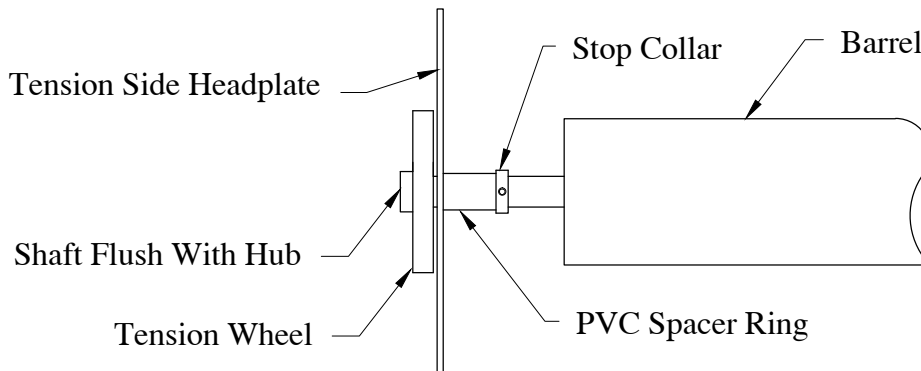 Stop Collar
Barrel
Tension Side Headplate
Shaft Flush With Hub
Tension Wheel
PVC Spacer Ring